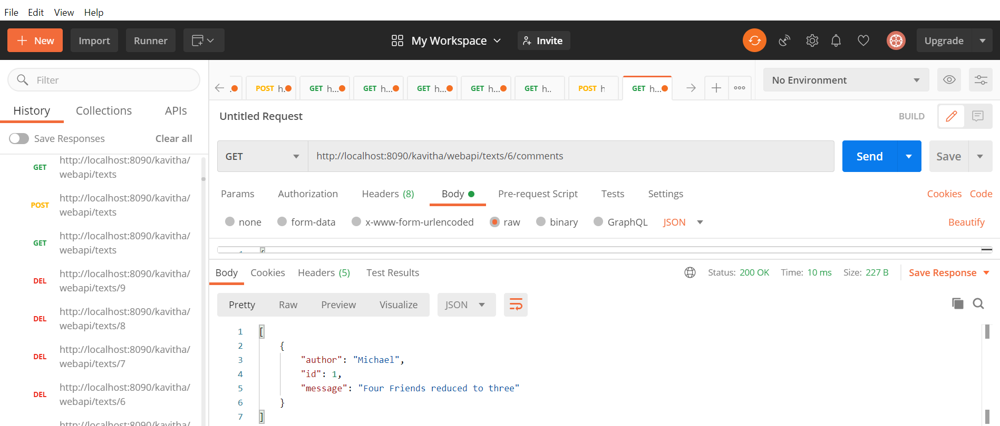 File Edit View Help
New Import Runner My Workspace Invite Upgrade
Filter
POST h. GET h... GET h... GET h... GET h... GET h.. POST h GET h...
No Environment
History Collections APIs
Save Responses Clear all
http://localhost:8090/kavitha/
GET webapi/texts
http://localhost:8090/kavitha/
POST webapi/texts
http://localhost:8090/kavitha/
GET webapi/texts
http://localhost:8090/kavitha/
DEL webapi/texts/9
http://localhost:8090/kavitha/
DEL webapi/texts/8
http://localhost:8090/kavitha/
DEL webapi/texts/7
http://localhost:8090/kavitha/
DEL webapi/texts/6
http://localhost:8090/kavitha/
Untitled Request BUILD
GET http://localhost:8090/kavitha/webapi/texts/6/comments Send Save
Params Authorization Headers (8) Body Pre-request Script Tests Settings Cookies Code
none form-data x-www-form-urlencoded raw binary GraphQL JSON Beautify
Body Cookies Headers (5) Test Results Status: 200 OK Time: 10 ms Size: 227 B Save Response
Pretty Raw Preview Visualize JSON
1 [
2 {
3 "author": "Michael",
4 "id": 1,
5 "message": "Four Friends reduced to three"
6 }
7 ]